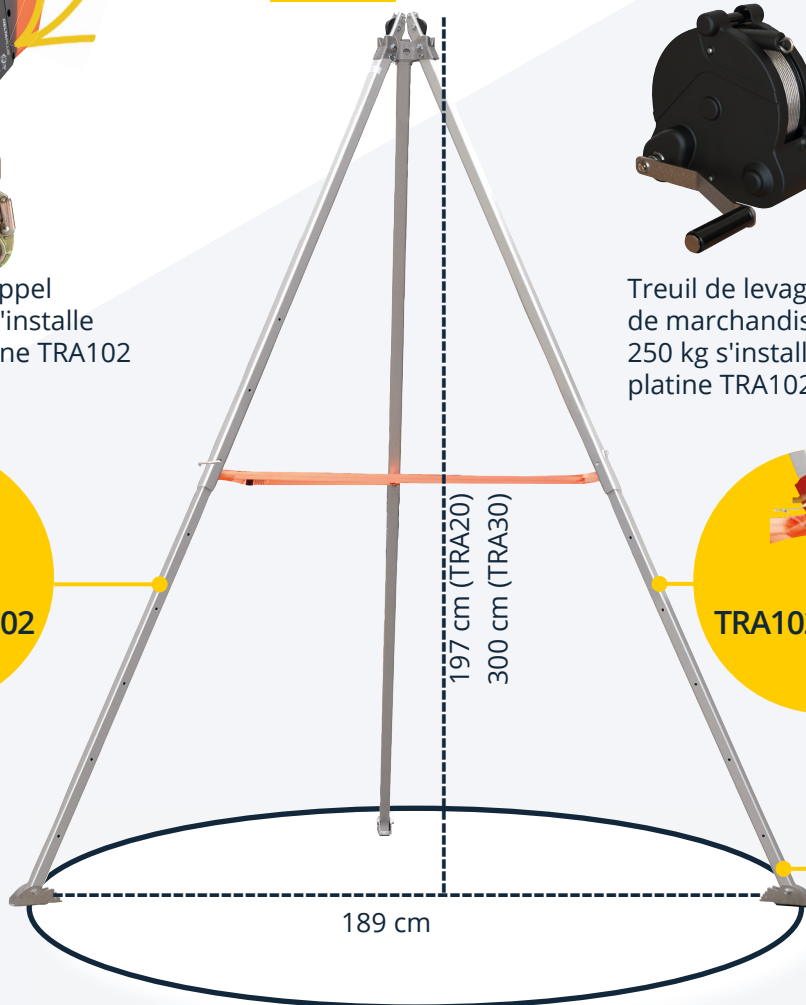 ppel
'installe
ne TRA102
Treuil de levag
de marchandis
250 kg s'install
platine TRA102
197 cm (TRA20)
300 cm (TRA30)
02
TRA102
189 cm